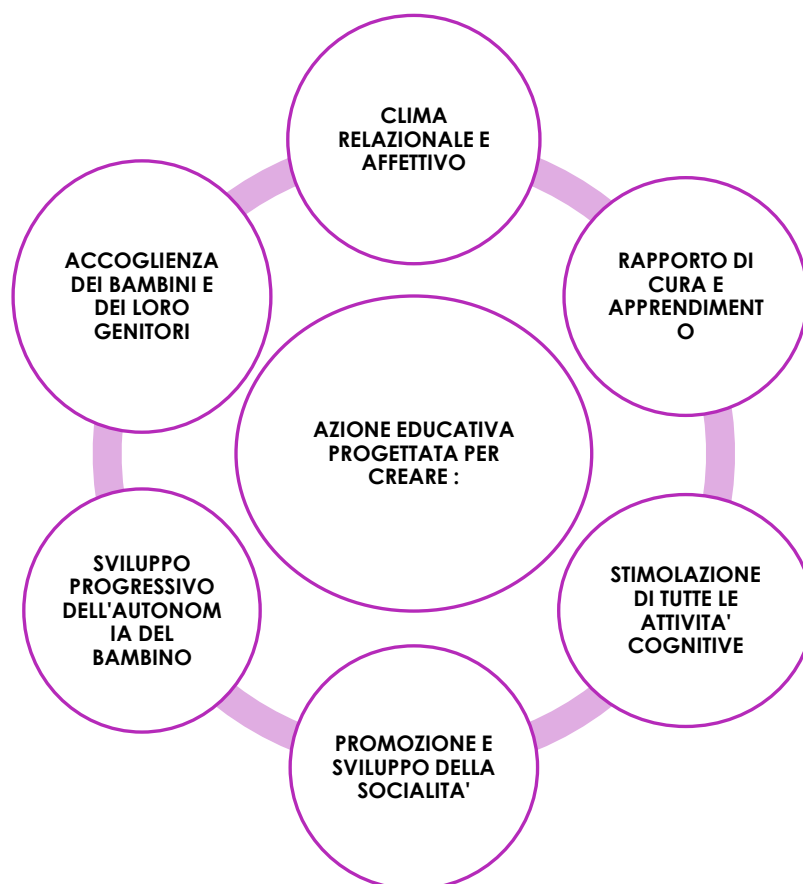 CLIMA
RELAZIONALE E
AFFETTIVO
RAPPORTO DI
CURA E
APPRENDIMENT
O
STIMOLAZIONE
DI TUTTE LE
ATTIVITA'
COGNITIVE
PROMOZIONE E
SVILUPPO DELLA
SOCIALITA'
SVILUPPO
PROGRESSIVO
DELL'AUTONOM
IA DEL
BAMBINO
ACCOGLIENZA
DEI BAMBINI E
DEI LORO
GENITORI
AZIONE EDUCATIVA
PROGETTATA PER
CREARE :